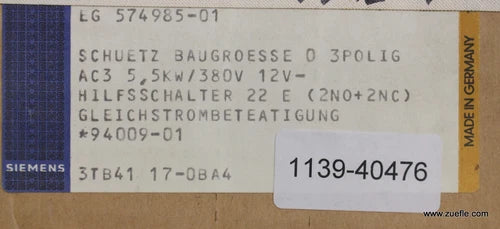 EG 574985-01
SCHUETZ BAUGROESSE 0 3POLIG
AC3 5,5KW/380V 12V-
HILFSSCHALTER 22 E (2NO+2NC)
GLEICHSTROMBETEATIGUNG
*94009-01
3TB41 17-0BA4
SIEMENS
MADE IN GERMANY
1139-40476
www.zuefle.com